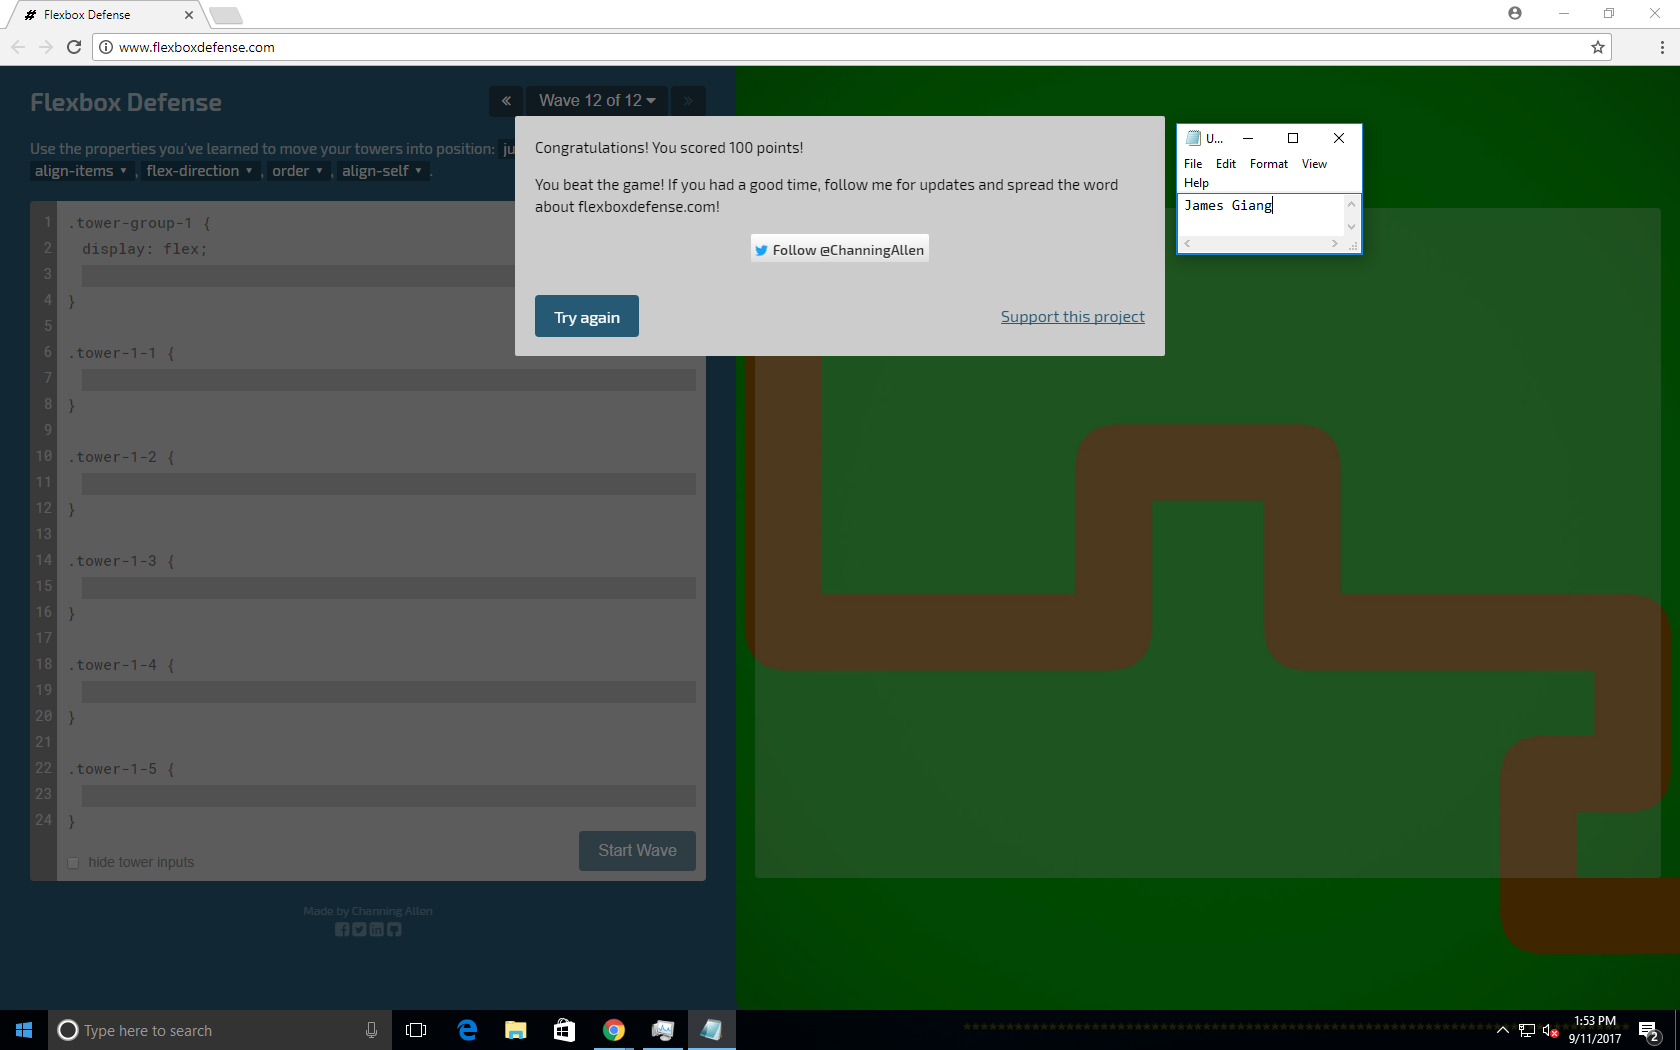 Flexbox Defense
www.flexboxdefense.com
Flexbox Defense
« Wave 12 of 12 »
Use the properties you've learned to move your towers into position: ju
align-items ▾, flex-direction ▾, order ▾, align-self ▾.
1 .tower-group-1 {
2 display: flex;
3
4 }
5
6 .tower-1-1 {
7
8 }
9
10 .tower-1-2 {
11
12 }
13
14 .tower-1-3 {
15
16 }
17
18 .tower-1-4 {
19
20 }
21
22 .tower-1-5 {
23
24 }
hide tower inputs
Start Wave
Made by Channing Allen
Congratulations! You scored 100 points!
You beat the game! If you had a good time, follow me for updates and spread the word
about flexboxdefense.com!
Follow @ChanningAllen
Try again
Support this project
U...
File Edit Format View
Help
James Giang
Type here to search
1:53 PM
9/11/2017
2